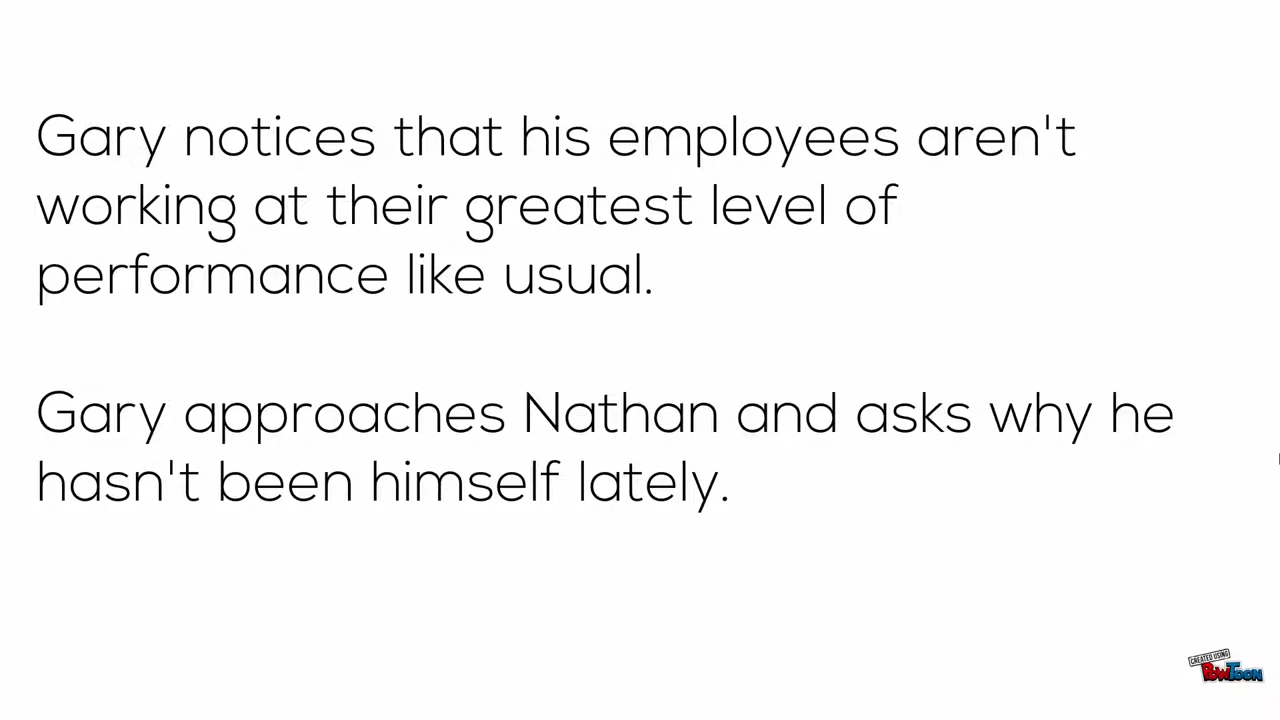 Gary notices that his employees aren't
working at their greatest level of
performance like usual.
Gary approaches Nathan and asks why he
hasn't been himself lately.
CREATED USING
POWTOON